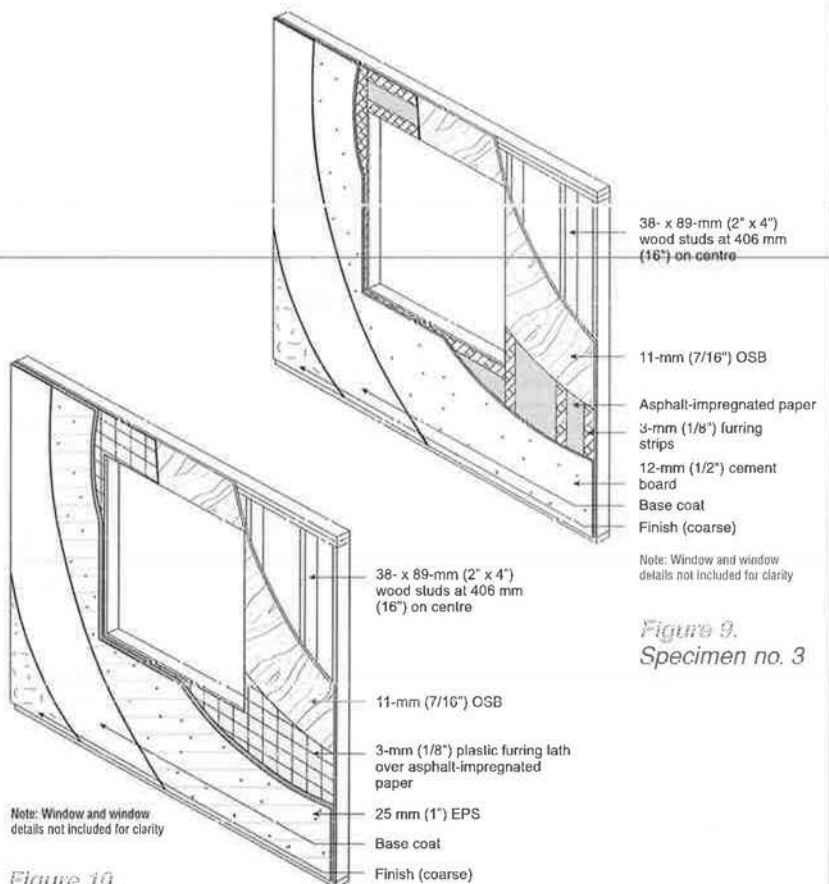 38- x 89-mm (2" x 4")
wood studs at 406 mm
(16") on centre
11-mm (7/16") OSB
Asphalt-impregnated paper
3-mm (1/8") furring
strips
12-mm (1/2") cement
board
Base coat
Finish (coarse)
Note: Window and window
details not included for clarity
Figure 9.
Specimen no. 3
38- x 89-mm (2" x 4")
wood studs at 406 mm
(16") on centre
11-mm (7/16") OSB
3-mm (1/8") plastic furring lath
over asphalt-impregnated
paper
25 mm (1") EPS
Base coat
Finish (coarse)
Note: Window and window
details not included for clarity
Figure 10